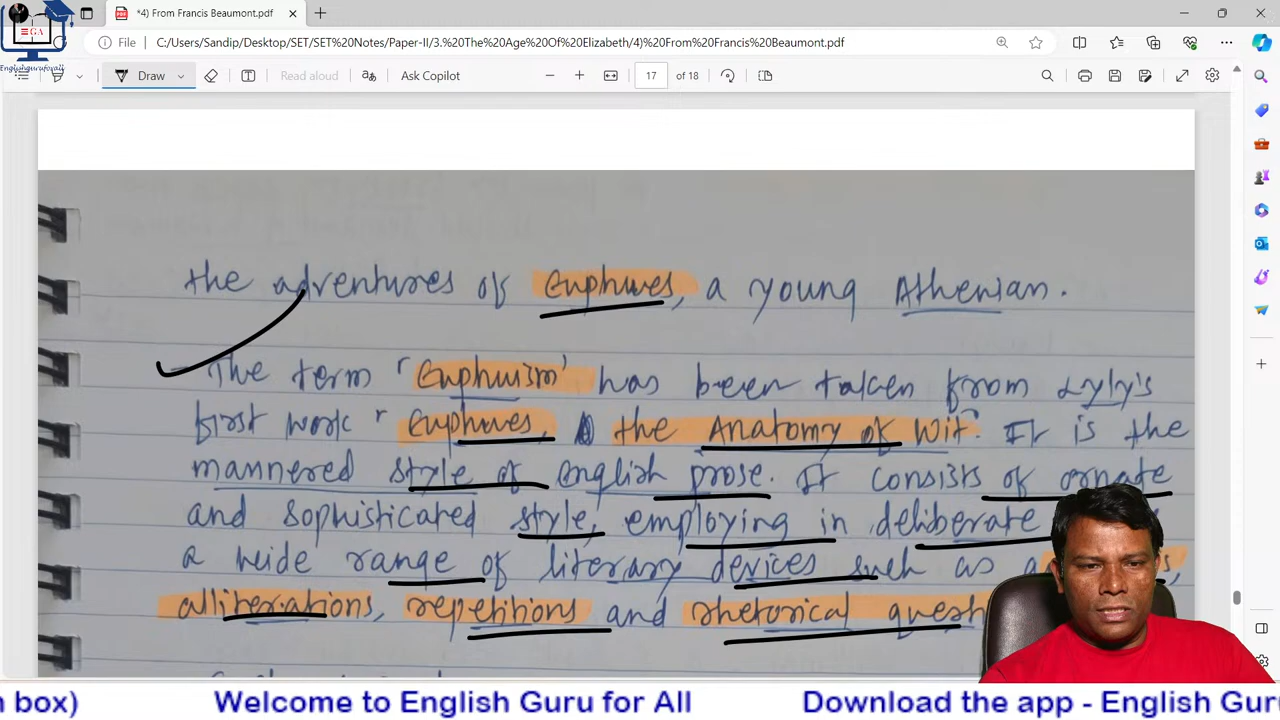 *4) From Francis Beaumont.pdf
File C:/Users/Sandip/Desktop/SET/SET%20Notes/Paper-II/3.%20The%20Age%20Of%20Elizabeth/4)%20From%20Francis%20Beaumont.pdf
Draw Read aloud Ask Copilot 17 of 18
EGA
Englishguruforall
the adventures of Euphues, a young Athenian.
The term 'Euphuism' has been taken from Lyly's
first work "Euphues, the Anatomy of Wit". It is the
mannered style of English prose. It consists of ornate
and sophisticated style, employing in deliberate
a wide range of literary devices such as
alliterations, repetitions and rhetorical quest
n box) Welcome to English Guru for All Download the app - English Gur